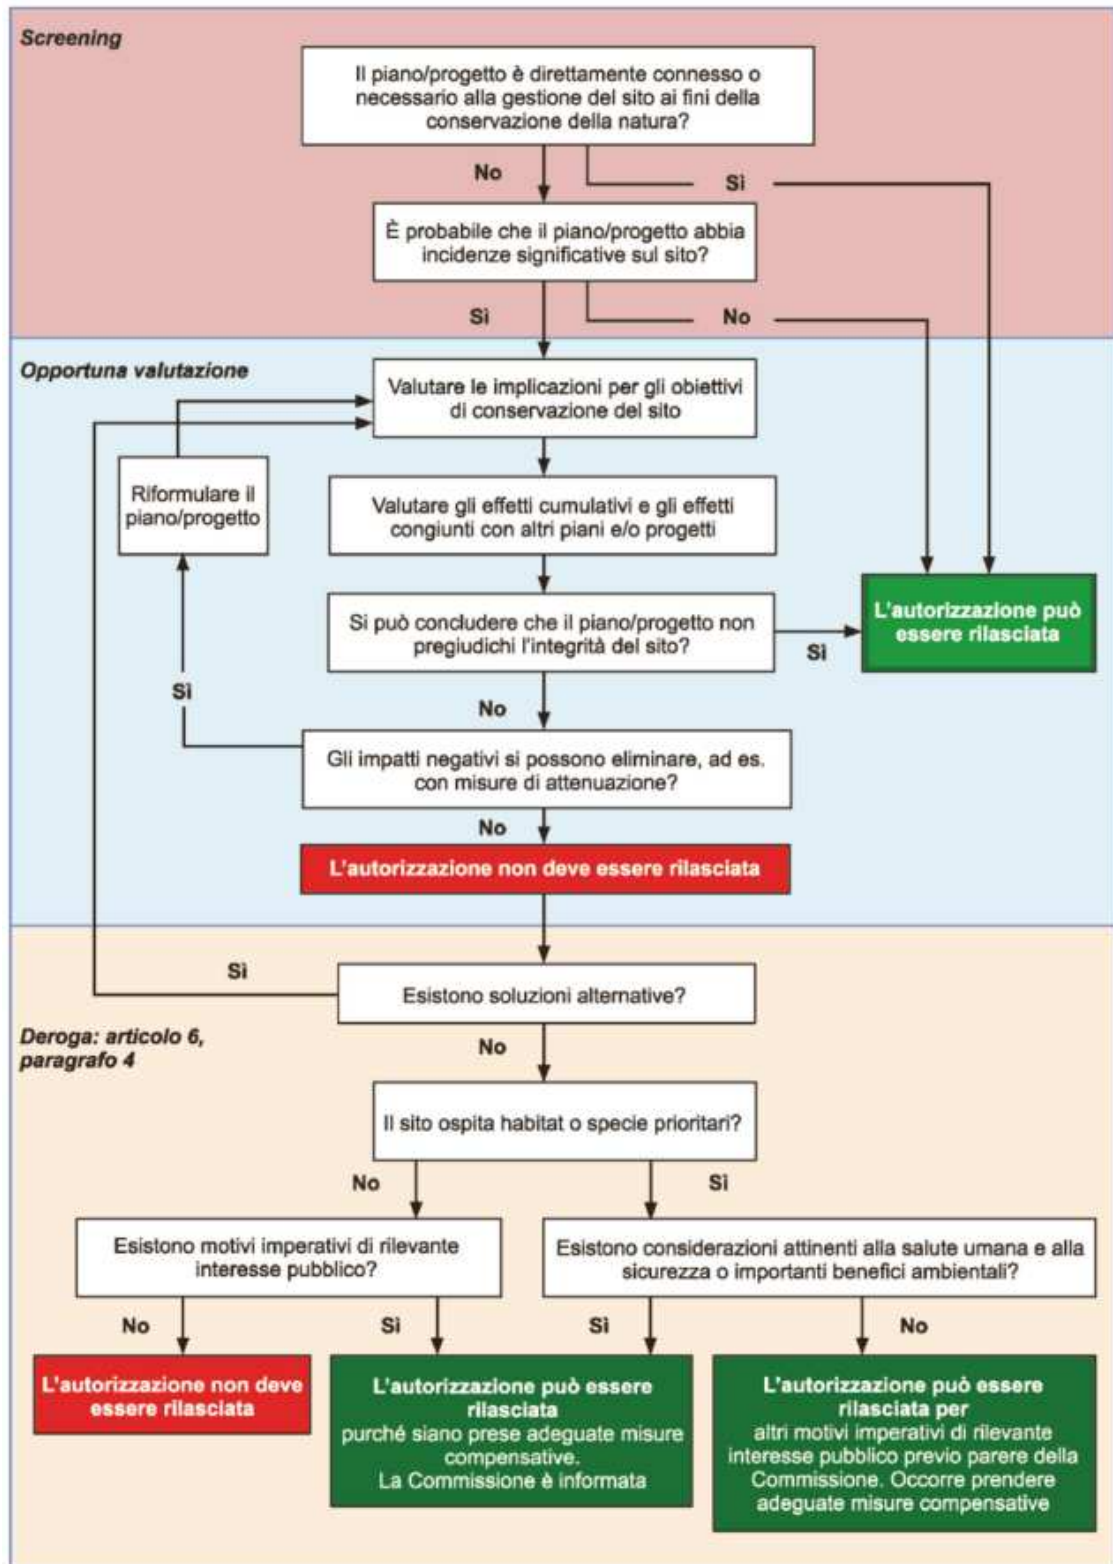 Screening
Il piano/progetto è direttamente connesso o
necessario alla gestione del sito ai fini della
conservazione della natura?
No
Sì
È probabile che il piano/progetto abbia
incidenze significative sul sito?
Sì
No
Opportuna valutazione
Valutare le implicazioni per gli obiettivi
di conservazione del sito
Riformulare il
piano/progetto
Valutare gli effetti cumulativi e gli effetti
congiunti con altri piani e/o progetti
Si può concludere che il piano/progetto non
pregiudichi l'integrità del sito?
Sì
L'autorizzazione può
essere rilasciata
Sì
No
Gli impatti negativi si possono eliminare, ad es.
con misure di attenuazione?
No
L'autorizzazione non deve essere rilasciata
Sì
Esistono soluzioni alternative?
Deroga: articolo 6,
paragrafo 4
No
Il sito ospita habitat o specie prioritari?
No
Sì
Esistono motivi imperativi di rilevante
interesse pubblico?
Esistono considerazioni attinenti alla salute umana e alla
sicurezza o importanti benefici ambientali?
No
Sì
Sì
No
L'autorizzazione non deve
essere rilasciata
L'autorizzazione può essere
rilasciata
purché siano prese adeguate misure
compensative.
La Commissione è informata
L'autorizzazione può essere
rilasciata per
altri motivi imperativi di rilevante
interesse pubblico previo parere della
Commissione. Occorre prendere
adeguate misure compensative